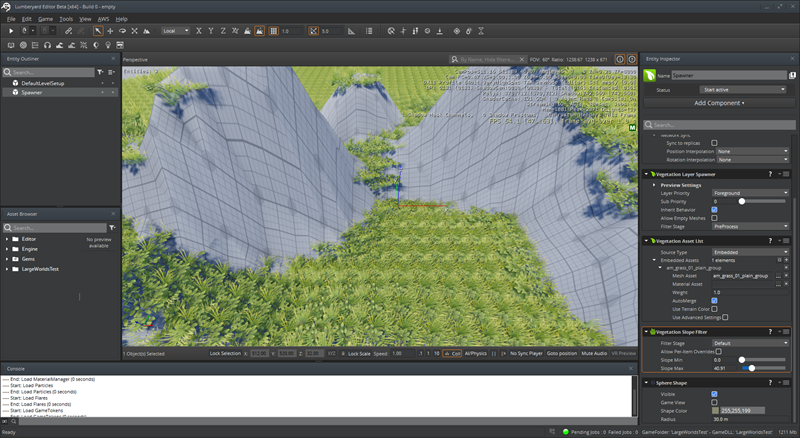 Lumberyard Editor Beta [x64] - Build 0 - empty
File Edit Game Tools View AWS Help
Local
1.0
5.0
Entity Outliner
Search...
DefaultLevelSetup
Spawner
Asset Browser
Search...
Editor
Engine
Gems
LargeWorldsTest
No preview available
Perspective
By Name, Hide filters...
FOV: 60° Ratio: 1238:671 1238 x 671
1 Object(s) Selected
Lock Selection
XYZ
Lock Scale
Speed 1.00
.1 1 10
Coll
AI/Physics
No Sync Player
Goto position
Mute Audio
VR Preview
Console
---- End: Load MaterialManager (0 seconds)
---- Start: Load Particles
---- End: Load Particles (0 seconds)
---- Start: Load Flares
---- End: Load Flares (0 seconds)
---- Start: Load GameTokens
Search...
Entity Inspector
Name Spawner
Status Start active
Add Component
Search...
Network Sync
Sync to replicas
Position Interpolation None
Rotation Interpolation None
Vegetation Layer Spawner
Preview Settings
Layer Priority Foreground
Sub Priority 0
Inherit Behavior
Allow Empty Meshes
Filter Stage PreProcess
Vegetation Asset List
Source Type Embedded
Embedded Assets 1 elements
am_grass_01_plain_group
Mesh Asset am_grass_01_plain_group
Material Asset
Weight 1.0
AutoMerge
Use Terrain Color
Use Advanced Settings
Vegetation Slope Filter
Filter Stage Default
Allow Per-Item Overrides
Slope Min 0.0
Slope Max 40.91
Sphere Shape
Visible
Game View
Shape Color 255,255,199
Radius 30.0 m
Ready
Pending Jobs : 0 Failed Jobs : 0
GameFolder: 'LargeWorldsTest' - GameDLL: 'LargeWorldsTest'
1211 Mb